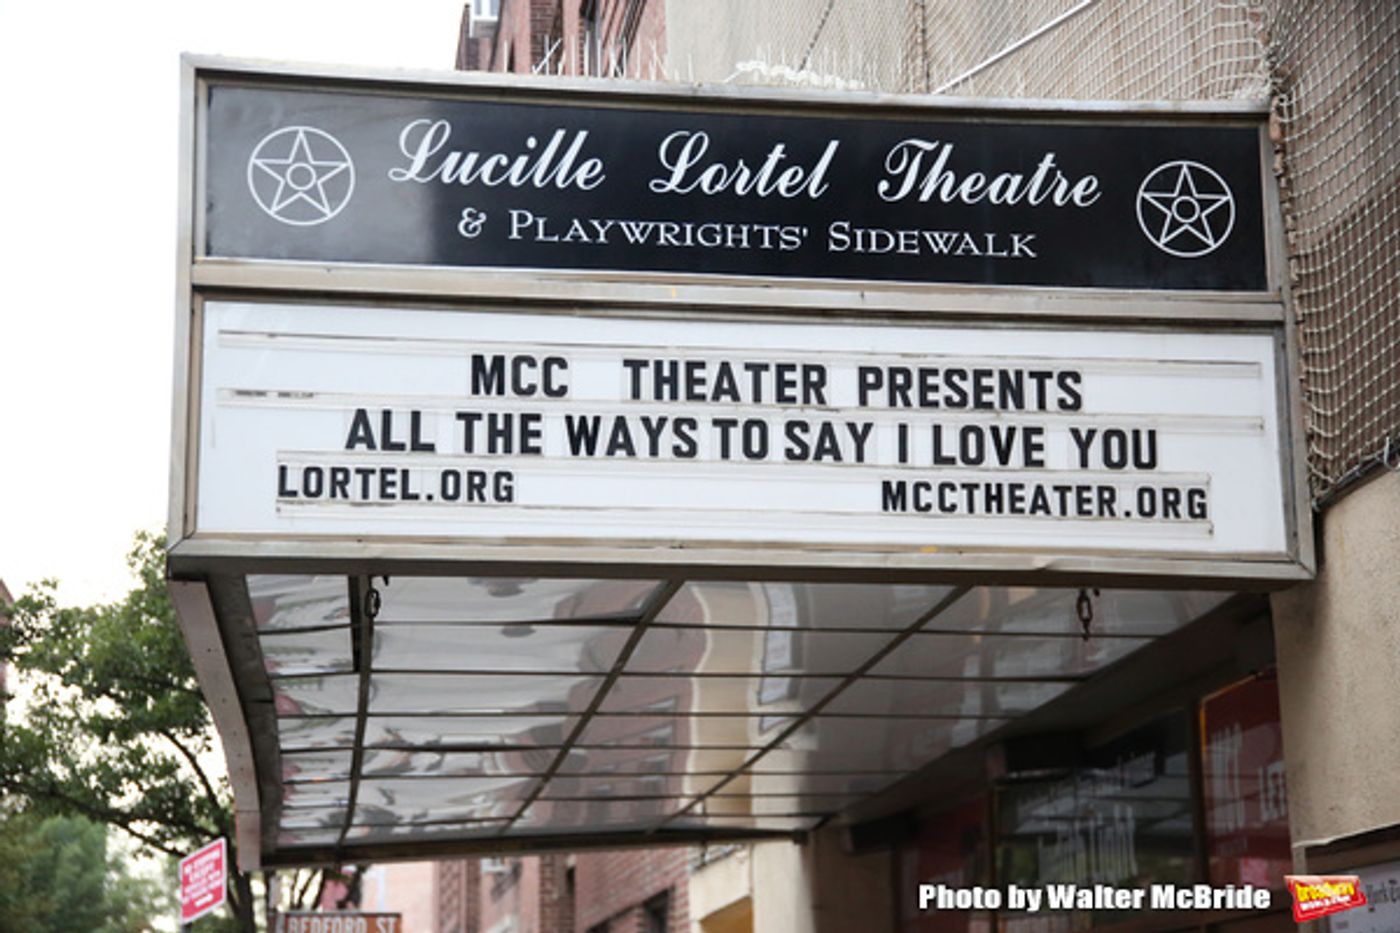 Lucille Lortel Theatre
& PLAYWRIGHTS' SIDEWALK
MCC THEATER PRESENTS
ALL THE WAYS TO SAY I LOVE YOU
LORTEL.ORG MCCTHEATER.ORG
BEDFORD ST
Photo by Walter McBride